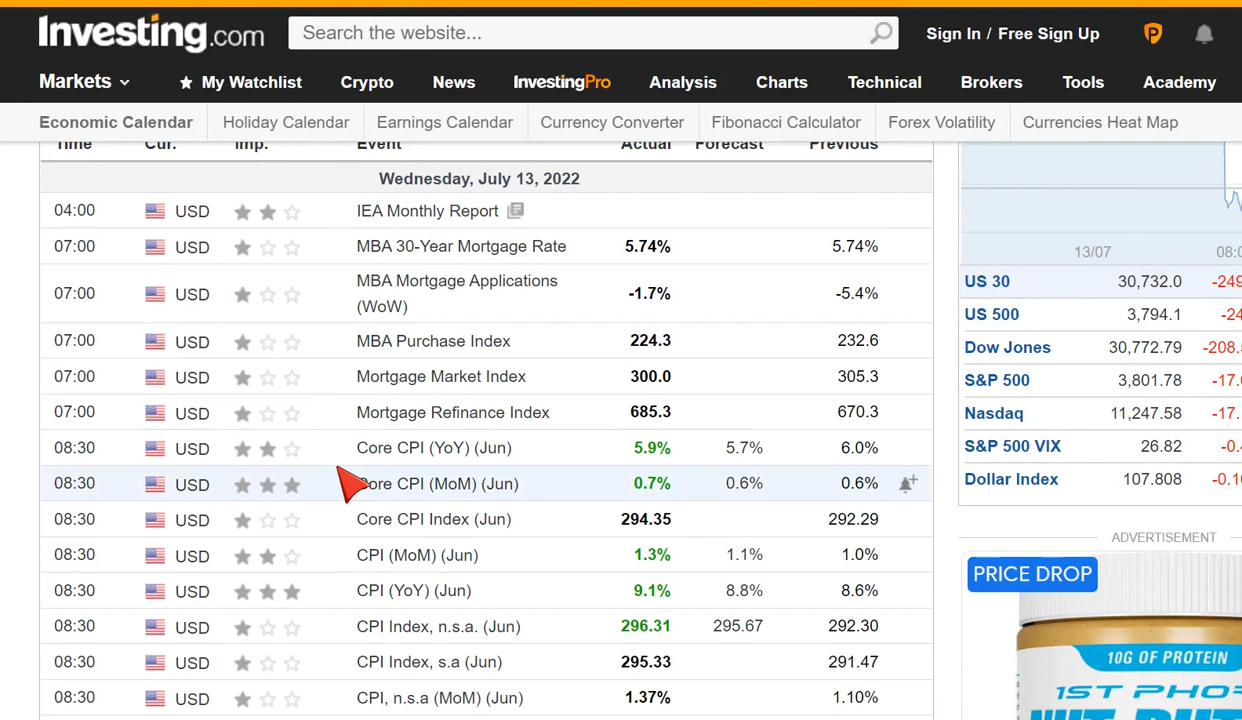 Investing.com
Search the website...
Sign In / Free Sign Up
P
Markets
My Watchlist
Crypto
News
InvestingPro
Analysis
Charts
Technical
Brokers
Tools
Academy
Economic Calendar
Holiday Calendar
Earnings Calendar
Currency Converter
Fibonacci Calculator
Forex Volatility
Currencies Heat Map
Time Cur. Imp. Event Actual Forecast Previous
Wednesday, July 13, 2022
04:00 USD IEA Monthly Report
07:00 USD MBA 30-Year Mortgage Rate 5.74% 5.74%
07:00 USD MBA Mortgage Applications (WoW) -1.7% -5.4%
07:00 USD MBA Purchase Index 224.3 232.6
07:00 USD Mortgage Market Index 300.0 305.3
07:00 USD Mortgage Refinance Index 685.3 670.3
08:30 USD Core CPI (YoY) (Jun) 5.9% 5.7% 6.0%
08:30 USD Core CPI (MoM) (Jun) 0.7% 0.6% 0.6%
08:30 USD Core CPI Index (Jun) 294.35 292.29
08:30 USD CPI (MoM) (Jun) 1.3% 1.1% 1.0%
08:30 USD CPI (YoY) (Jun) 9.1% 8.8% 8.6%
08:30 USD CPI Index, n.s.a. (Jun) 296.31 295.67 292.30
08:30 USD CPI Index, s.a (Jun) 295.33 291.47
08:30 USD CPI, n.s.a (MoM) (Jun) 1.37% 1.10%
13/07 08:0
US 30 30,732.0 -249
US 500 3,794.1 -24
Dow Jones 30,772.79 -208.
S&P 500 3,801.78 -17.
Nasdaq 11,247.58 -17.
S&P 500 VIX 26.82 -0.
Dollar Index 107.808 -0.1
ADVERTISEMENT
PRICE DROP
10G OF PROTEIN
1ST PHO